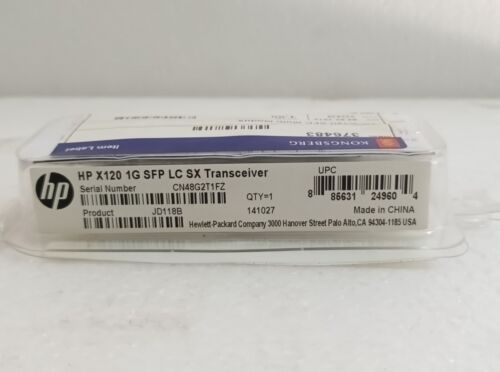 KONGSBERG
Item Label
376483
hp
HP X120 1G SFP LC SX Transceiver
Serial Number CN48G2T1FZ QTY=1
Product JD118B 141027
UPC
8 86631 24960 4
Made in CHINA
Hewlett-Packard Company 3000 Hanover Street Palo Alto,CA 94304-1185 USA